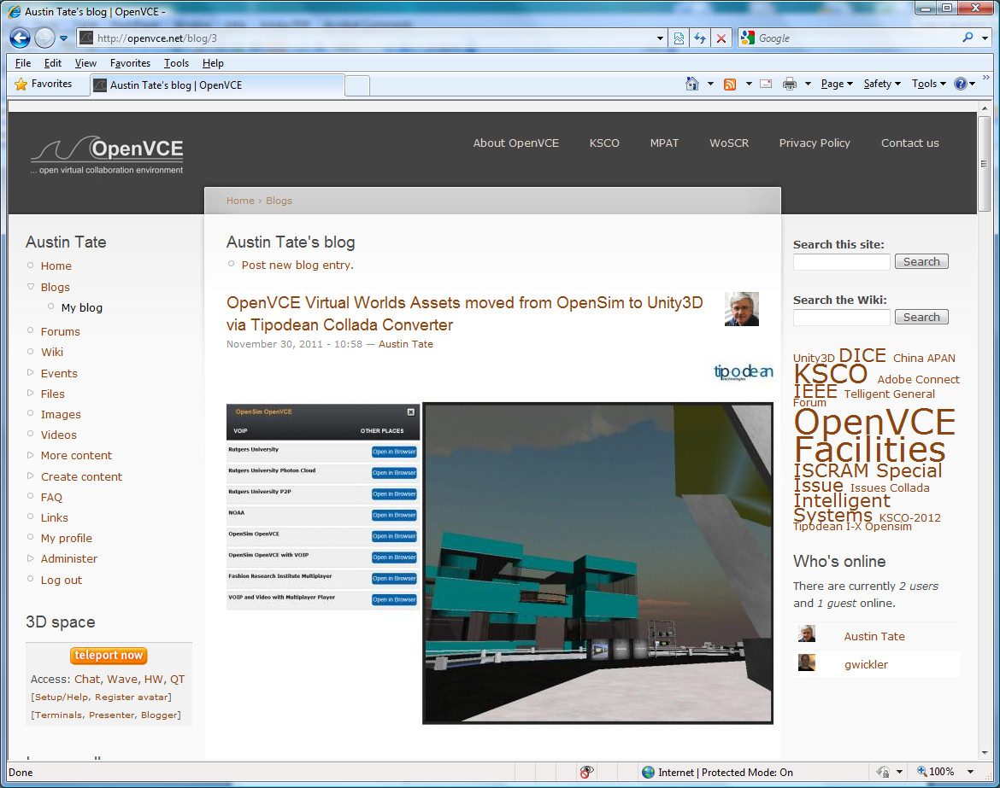 Austin Tate's blog | OpenVCE -
http://openvce.net/blog/3
Google
File Edit View Favorites Tools Help
Favorites
Austin Tate's blog | OpenVCE
Page Safety Tools
OpenVCE
... open virtual collaboration environment
About OpenVCE KSCO MPAT WoSCR Privacy Policy Contact us
Home › Blogs
Austin Tate
Home
Blogs
My blog
Forums
Wiki
Events
Files
Images
Videos
More content
Create content
FAQ
Links
My profile
Administer
Log out
3D space
teleport now
Access: Chat, Wave, HW, QT
[Setup/Help, Register avatar]
[Terminals, Presenter, Blogger]
Austin Tate's blog
Post new blog entry.
OpenVCE Virtual Worlds Assets moved from OpenSim to Unity3D
via Tipodean Collada Converter
November 30, 2011 - 10:58 — Austin Tate
tipodean
technologies
OpenSim OpenVCE
VOIP OTHER PLACES
Rutgers University Open in Browser
Rutgers University Photon Cloud Open in Browser
Rutgers University P2P Open in Browser
NOAA Open in Browser
OpenSim OpenVCE Open in Browser
OpenSim OpenVCE with VOIP Open in Browser
Fashion Research Institute Multiplayer Open in Browser
VOIP and Video with Multiplayer Player Open in Browser
Search this site:
Search
Search the Wiki:
Search
Unity3D DICE China APAN
KSCO Adobe Connect
IEEE Telligent General
Forum
OpenVCE
Facilities
ISCRAM Special
Issue Issues Collada
Intelligent
Systems KSCO-2012
Tipodean I-X Opensim
Who's online
There are currently 2 users
and 1 guest online.
Austin Tate
gwickler
Done
Internet | Protected Mode: On
100%